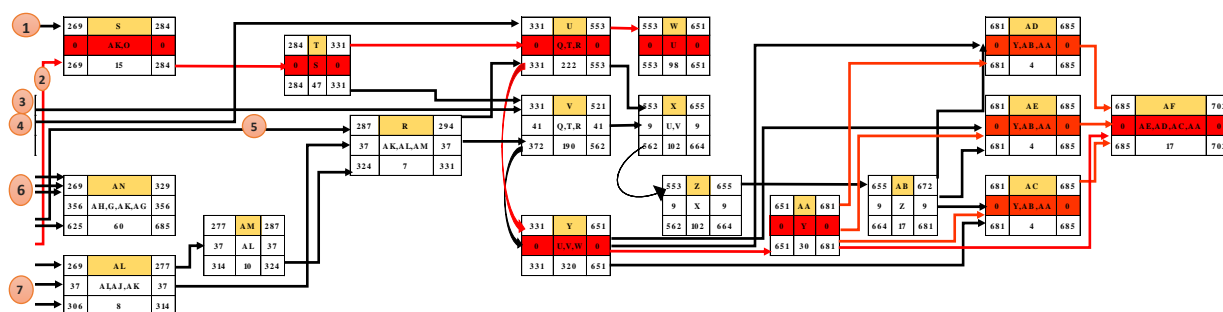 1
269 S 284
0 AK,O 0
269 15 284
2
3
4
5
6
7
284 T 331
0 S 0
284 47 331
331 U 553
0 Q,T,R 0
331 222 553
553 W 651
0 U 0
553 98 651
681 AD 685
0 Y,AB,AA 0
681 4 685
331 V 521
41 Q,T,R 41
372 190 562
553 X 655
9 U,V 9
562 102 664
681 AE 685
0 Y,AB,AA 0
681 4 685
685 AF 702
0 AE,AD,AC,AA 0
685 17 702
287 R 294
37 AK,AL,AM 37
324 7 331
269 AN 329
356 AH,G,AK,AG 356
625 60 685
553 Z 655
9 X 9
562 102 664
655 AB 672
9 Z 9
664 17 681
681 AC 685
0 Y,AB,AA 0
681 4 685
651 AA 681
0 Y 0
651 30 681
277 AM 287
37 AL 37
314 10 324
331 Y 651
0 U,V,W 0
331 320 651
269 AL 277
37 AI,AJ,AK 37
306 8 314